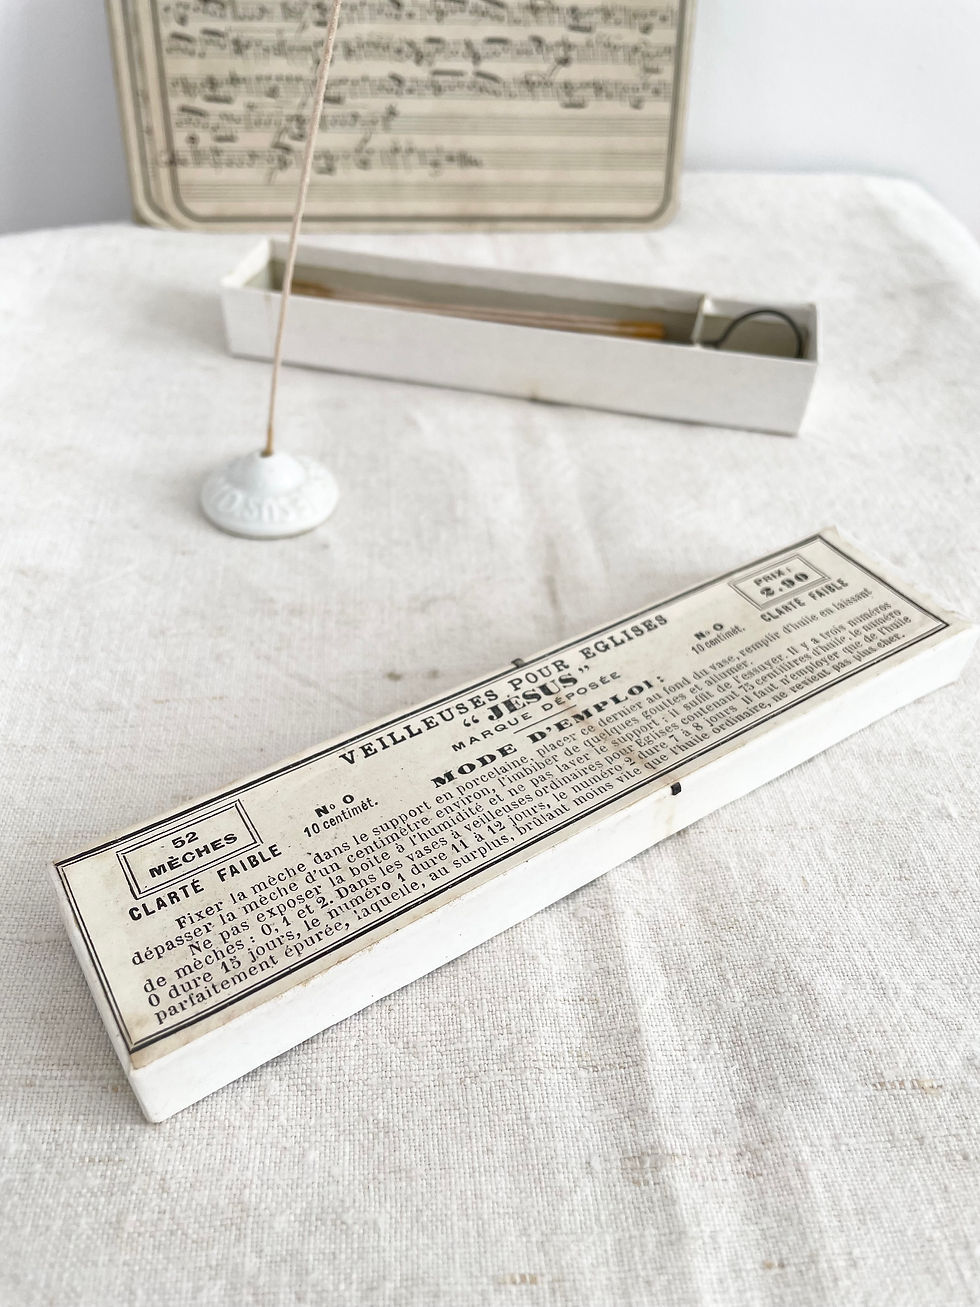 52
MÈCHES
CLARTÉ FAIBLE
No 0
10 centimèt.
VEILLEUSES POUR EGLISES
“ JESUS ”
MARQUE DÉPOSÉE
MODE D'EMPLOI :
No 0
10 centimèt.
PRIX :
2.90
CLARTÉ FAIBLE
Fixer la mèche dans le support en porcelaine, placer ce dernier au fond du vase, remplir d'huile en laissant
dépasser la mèche d'un centimètre environ, l'imbiber de quelques gouttes et allumer.
Ne pas exposer la boîte à l'humidité et ne pas laver le support : il suffit de l'essuyer. Il y a trois numéros
de mèches : 0, 1 et 2. Dans les vases à veilleuses ordinaires pour Eglises contenant 75 centilitres d'huile, le numéro
0 dure 15 jours, le numéro 1 dure 11 à 12 jours, le numéro 2 dure 7 à 8 jours. Il faut n'employer que de l'huile
parfaitement épurée, laquelle, au surplus, brûlant moins vite que l'huile ordinaire, ne revient pas plus cher.